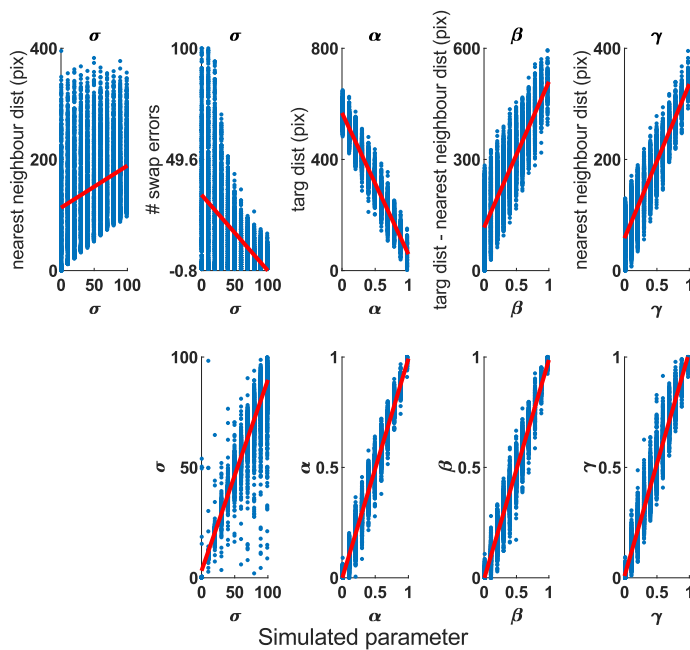 σ σ α β γ
nearest neighbour dist (pix)
400
200
0
0 50 100
σ
# swap errors
100
49.6
-0.8
0 50 100
σ
targ dist (pix)
800
400
0
0 0.5 1
α
targ dist - nearest neighbour dist (pix)
600
300
0
0 0.5 1
β
nearest neighbour dist (pix)
400
200
0
0 0.5 1
γ
σ
100
50
0
0 50 100
σ
α
1
0.5
0
0 0.5 1
α
β
1
0.5
0
0 0.5 1
β
γ
1
0.5
0
0 0.5 1
γ
Simulated parameter